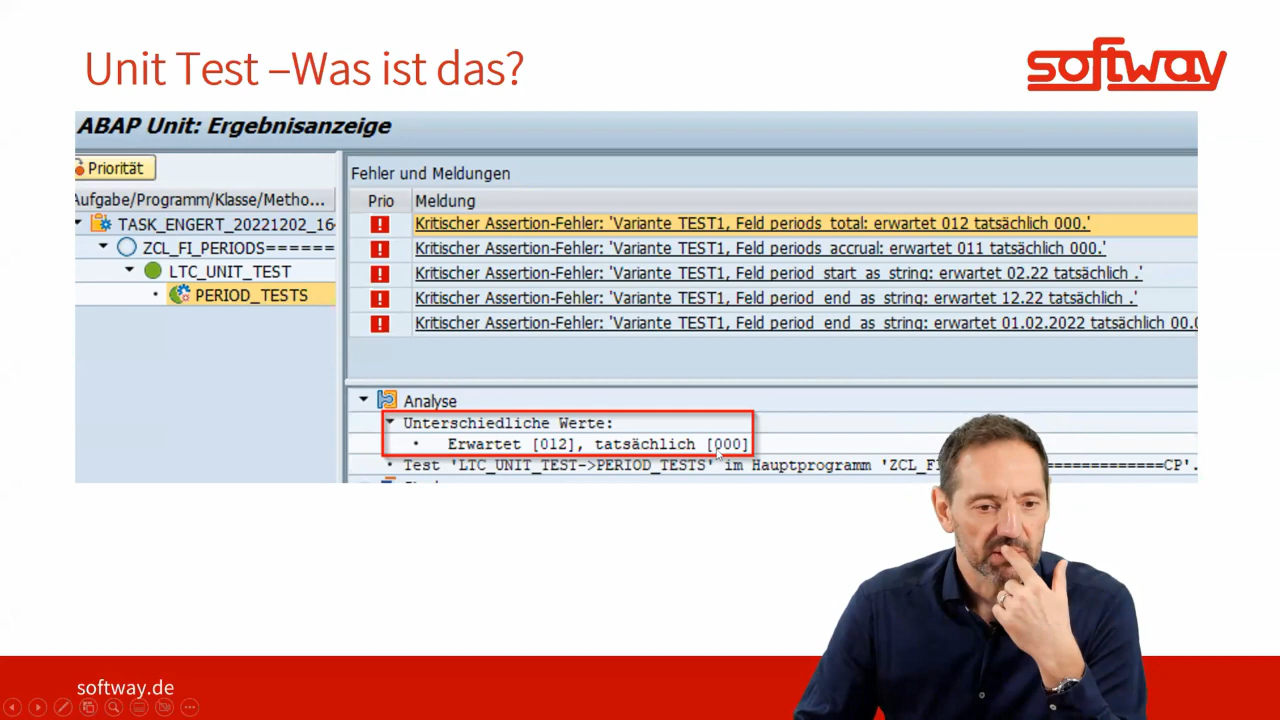 Unit Test –Was ist das?
softway
ABAP Unit: Ergebnisanzeige
Priorität
Aufgabe/Programm/Klasse/Metho...
TASK_ENGERT_20221202_16
ZCL_FI_PERIODS======
LTC_UNIT_TEST
PERIOD_TESTS
Fehler und Meldungen
Prio Meldung
Kritischer Assertion-Fehler: 'Variante TEST1, Feld periods_total: erwartet 012 tatsächlich 000.'
Kritischer Assertion-Fehler: 'Variante TEST1, Feld periods_accrual: erwartet 011 tatsächlich 000.'
Kritischer Assertion-Fehler: 'Variante TEST1, Feld period_start_as_string: erwartet 02.22 tatsächlich .'
Kritischer Assertion-Fehler: 'Variante TEST1, Feld period_end_as_string: erwartet 12.22 tatsächlich .'
Kritischer Assertion-Fehler: 'Variante TEST1, Feld period_end_as_string: erwartet 01.02.2022 tatsächlich 00.0
Analyse
Unterschiedliche Werte:
Erwartet [012], tatsächlich [000]
Test 'LTC_UNIT_TEST->PERIOD_TESTS' im Hauptprogramm 'ZCL_FI =============CP'.
softway.de